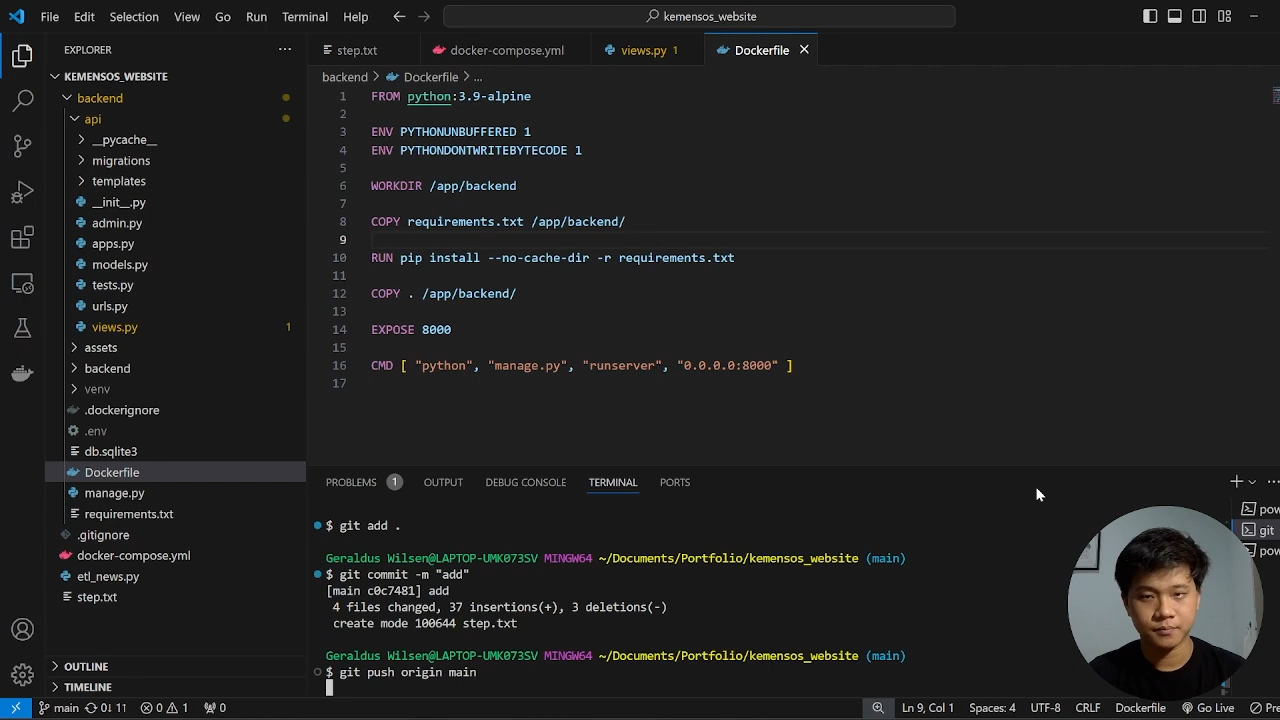 File Edit Selection View Go Run Terminal Help
kemensos_website
EXPLORER
step.txt
docker-compose.yml
views.py 1
Dockerfile
KEMENSOS_WEBSITE
backend > Dockerfile > ...
backend
api
__pycache__
migrations
templates
__init__.py
admin.py
apps.py
models.py
tests.py
urls.py
views.py 1
assets
backend
venv
.dockerignore
.env
db.sqlite3
Dockerfile
manage.py
requirements.txt
.gitignore
docker-compose.yml
etl_news.py
step.txt
OUTLINE
TIMELINE
1 FROM python:3.9-alpine
2
3 ENV PYTHONUNBUFFERED 1
4 ENV PYTHONDONTWRITEBYTECODE 1
5
6 WORKDIR /app/backend
7
8 COPY requirements.txt /app/backend/
9
10 RUN pip install --no-cache-dir -r requirements.txt
11
12 COPY . /app/backend/
13
14 EXPOSE 8000
15
16 CMD [ "python", "manage.py", "runserver", "0.0.0.0:8000" ]
17
PROBLEMS 1 OUTPUT DEBUG CONSOLE TERMINAL PORTS
$ git add .
Geraldus Wilsen@LAPTOP-UMK073SV MINGW64 ~/Documents/Portfolio/kemensos_website (main)
$ git commit -m "add"
[main c0c7481] add
4 files changed, 37 insertions(+), 3 deletions(-)
create mode 100644 step.txt
Geraldus Wilsen@LAPTOP-UMK073SV MINGW64 ~/Documents/Portfolio/kemensos_website (main)
$ git push origin main
pow
git
pow
main 0↓ 1↑ 0 1 0
Ln 9, Col 1 Spaces: 4 UTF-8 CRLF Dockerfile Go Live Pre